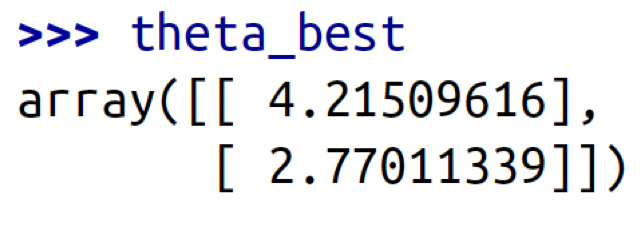 >>> theta_best
array([[ 4.21509616],
       [ 2.77011339]])